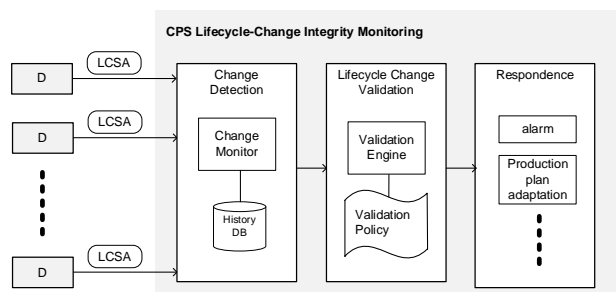 CPS Lifecycle-Change Integrity Monitoring
D
LCSA
D
LCSA
D
LCSA
Change
Detection
Change
Monitor
History
DB
Lifecycle Change
Validation
Validation
Engine
Validation
Policy
Respondence
alarm
Production
plan
adaptation